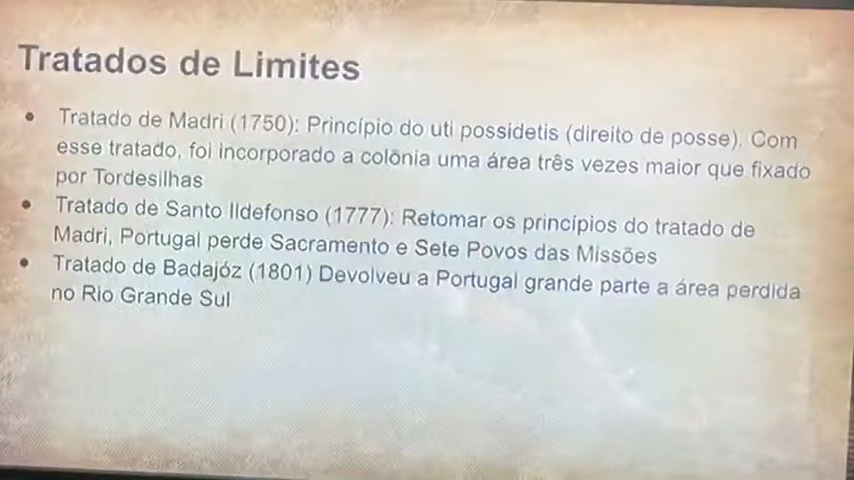 Tratados de Limites
● Tratado de Madri (1750): Princípio do uti possidetis (direito de posse). Com
esse tratado, foi incorporado a colônia uma área três vezes maior que fixado
por Tordesilhas
● Tratado de Santo Ildefonso (1777): Retomar os princípios do tratado de
Madri, Portugal perde Sacramento e Sete Povos das Missões
● Tratado de Badajóz (1801) Devolveu a Portugal grande parte a área perdida
no Rio Grande Sul